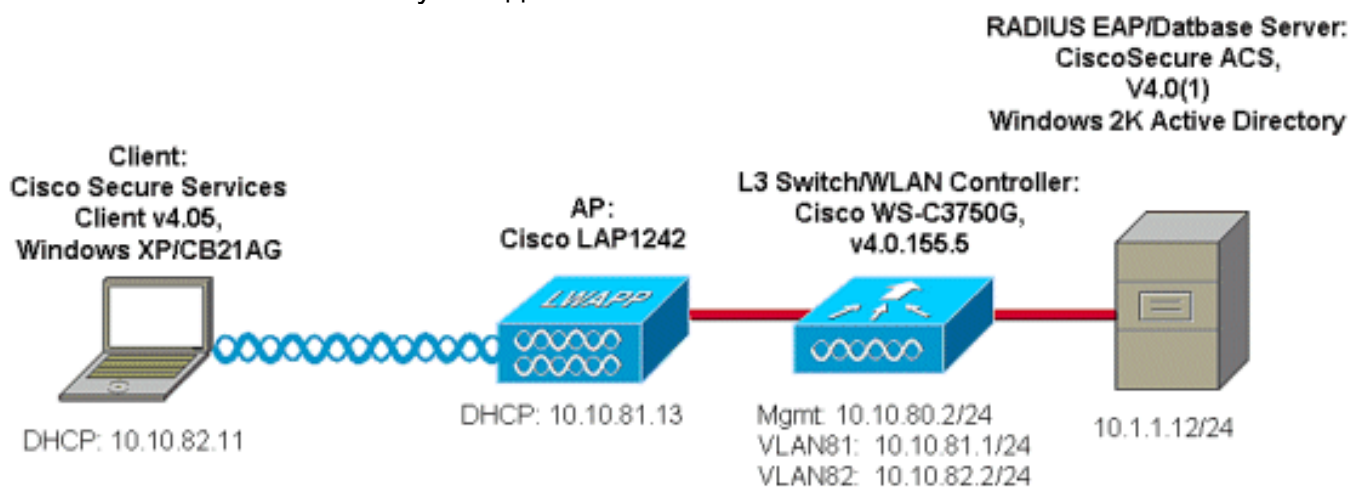 RADIUS EAP/Datbase Server:
CiscoSecure ACS,
V4.0(1)
Windows 2K Active Directory
Client:
Cisco Secure Services
Client v4.05,
Windows XP/CB21AG
AP:
Cisco LAP1242
L3 Switch/WLAN Controller:
Cisco WS-C3750G,
v4.0.155.5
LWAPP
DHCP: 10.10.82.11
DHCP: 10.10.81.13
Mgmt: 10.10.80.2/24
VLAN81: 10.10.81.1/24
VLAN82: 10.10.82.2/24
10.1.1.12/24